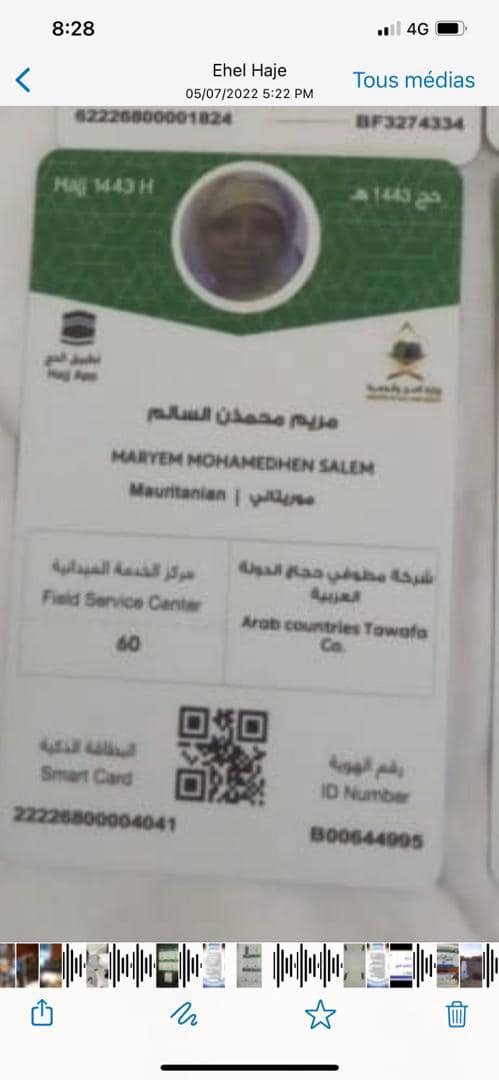 8:28
4G
Ehel Haje
05/07/2022 5:22 PM
Tous médias
62226800001824
BF3274334
Hajj 1443 H
حج 1443 هـ
تطبيق الحج
Hajj App
مريم محمذن السالم
MARYEM MOHAMEDHEN SALEM
Mauritanian | موريتاني
مركز الخدمة الميدانية
Field Service Center
60
شركة مطوفي حجاج الدول
العربية
Arab countries Towafa
Co.
البطاقة الذكية
Smart Card
22226800004041
رقم الهوية
ID Number
B00644995